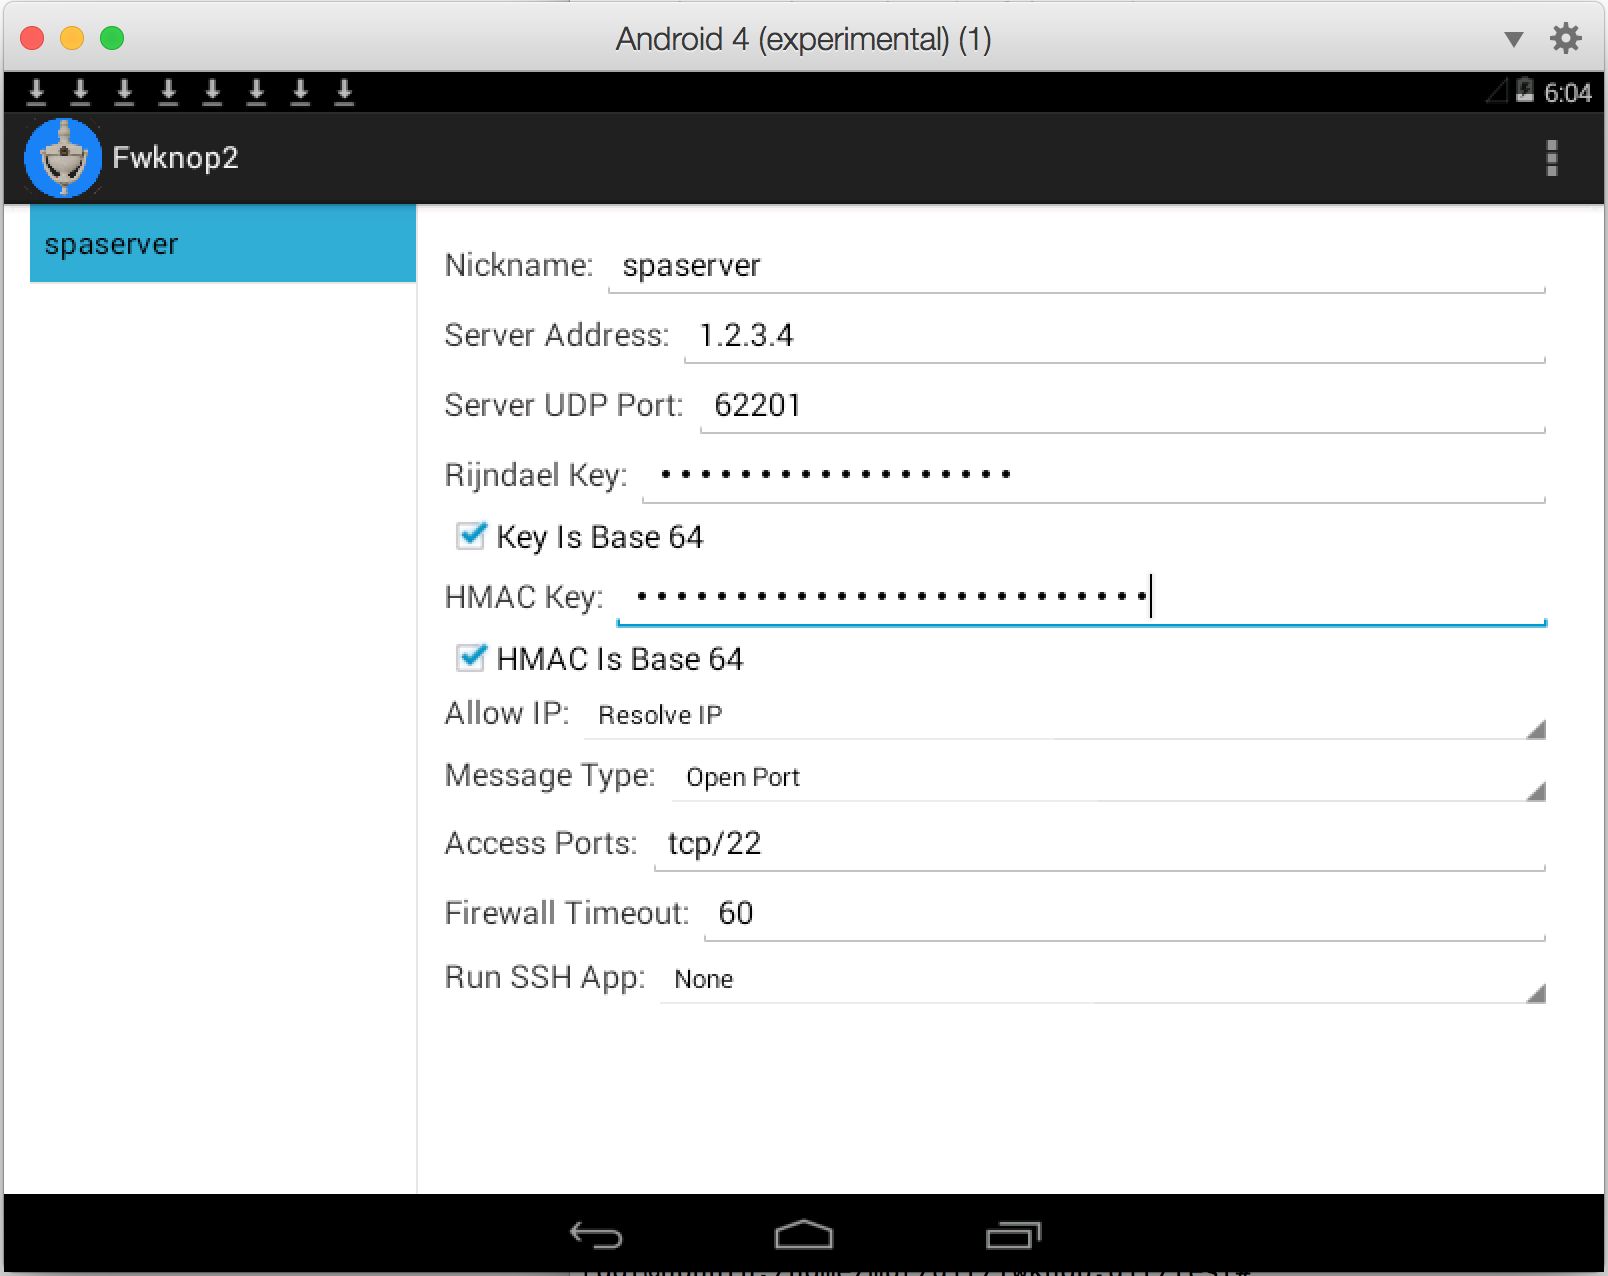 Android 4 (experimental) (1)
6:04
Fwknop2
spaserver
Nickname: spaserver
Server Address: 1.2.3.4
Server UDP Port: 62201
Rijndael Key: ••••••••••••••••••
Key Is Base 64
HMAC Key: ••••••••••••••••••••••••••
HMAC Is Base 64
Allow IP: Resolve IP
Message Type: Open Port
Access Ports: tcp/22
Firewall Timeout: 60
Run SSH App: None